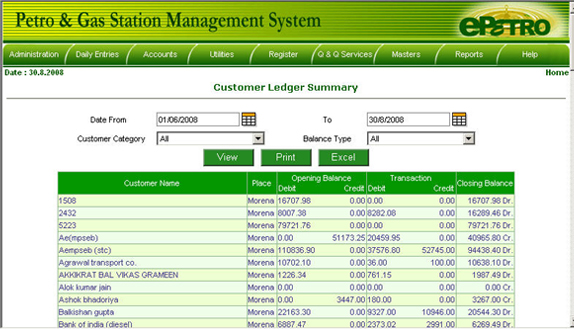 Petro & Gas Station Management System
ePETRO
Administration Daily Entries Accounts Utilities Register Q & Q Services Masters Reports Help
Date : 30.8.2008 Home
Customer Ledger Summary
Date From 01/06/2008 To 30/8/2008
Customer Category All Balance Type All
View Print Excel
Customer Name Place Opening Balance Transaction Closing Balance
Debit Credit Debit Credit
1508 Morena 16707.98 0.00 0.00 0.00 16707.98 Dr.
2432 Morena 8007.38 0.00 8282.08 0.00 16289.46 Dr.
5223 Morena 79721.76 0.00 0.00 0.00 79721.76 Dr.
Ae(mpseb) Morena 0.00 51173.25 20459.95 0.00 40965.80 Cr.
Aempseb (stc) Morena 110836.90 0.00 37576.80 52745.00 94438.40 Dr.
Agrawal transport co. Morena 10702.10 0.00 36.00 100.00 10638.10 Dr.
AKKIKRAT BAL VIKAS GRAMEEN Morena 1226.34 0.00 761.15 0.00 1987.49 Dr.
Alok kumar jain Morena 0.00 0.00 0.00 0.00 0.00 Cr.
Ashok bhadoriya Morena 0.00 3447.00 180.00 0.00 3267.00 Cr.
Balkishan gupta Morena 22163.30 0.00 9327.00 10946.00 20544.30 Dr.
Bank of india (diesel) Morena 6887.47 0.00 2373.02 2991.00 6269.49 Dr.